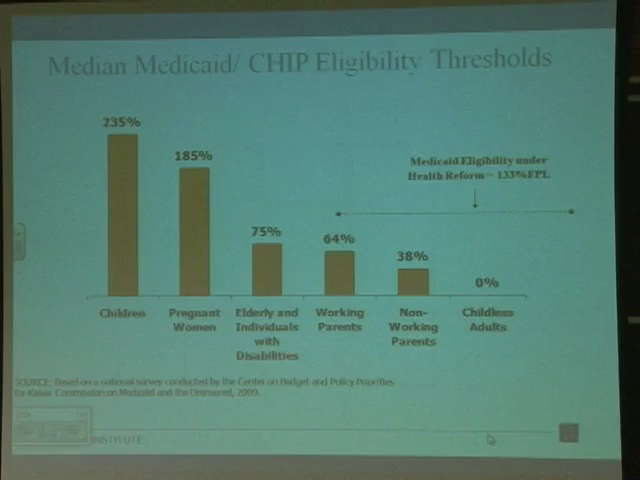 Median Medicaid/ CHIP Eligibility Thresholds
235%
185%
75%
64%
38%
0%
Medicaid Eligibility under
Health Reform = 133% FPL
Children
Pregnant
Women
Elderly and
Individuals
with
Disabilities
Working
Parents
Non-
Working
Parents
Childless
Adults
SOURCE: Based on a national survey conducted by the Center on Budget and Policy Priorities
for Kaiser Commission on Medicaid and the Uninsured, 2009.
INSTITUTE